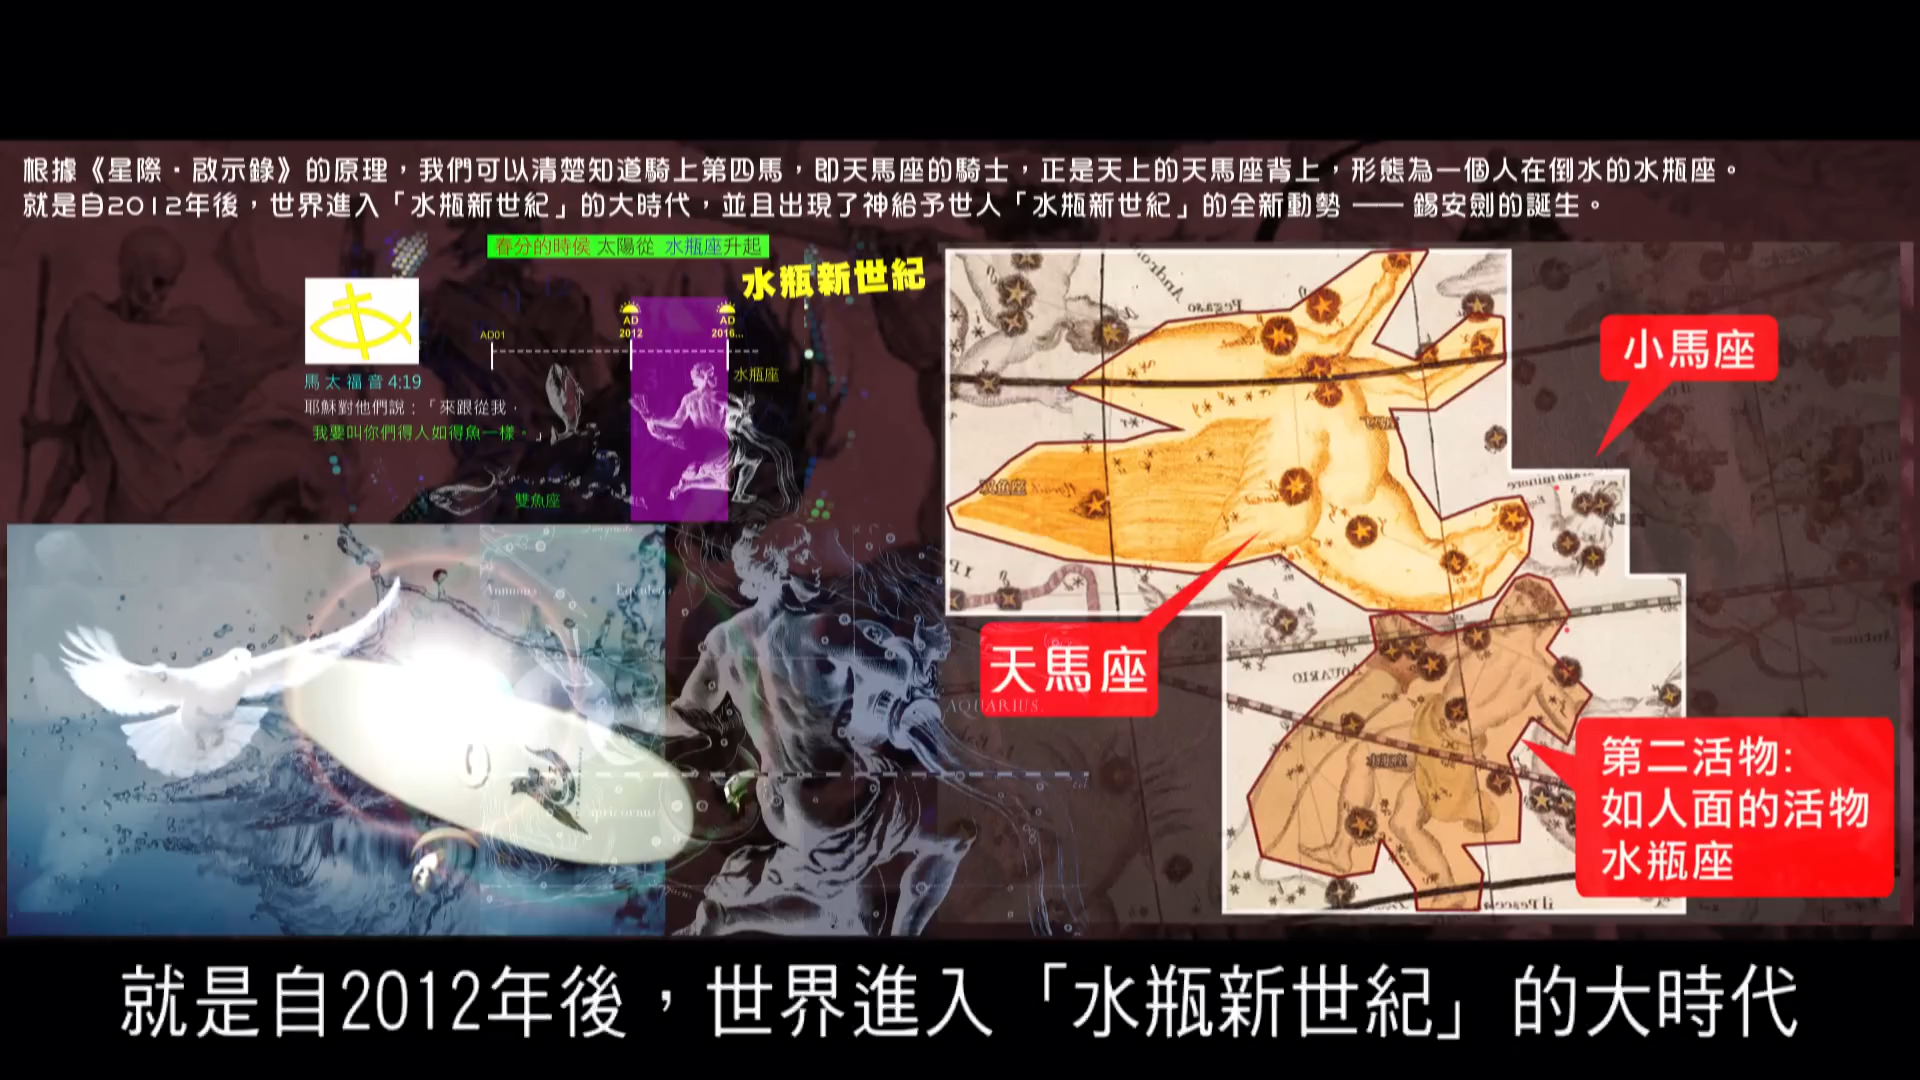 根據《星際・啟示錄》的原理，我們可以清楚知道騎上第四馬，即天馬座的騎士，正是天上的天馬座背上，形態為一個人在倒水的水瓶座。
就是自2012年後，世界進入「水瓶新世紀」的大時代，並且出現了神給予世人「水瓶新世紀」的全新動勢 —— 錫安劍的誕生。
春分的時侯 太陽從 水瓶座升起
水瓶新世紀
AD01
AD
2012
AD
2016...
水瓶座
馬太福音 4:19
耶穌對他們說：「來跟從我，
我要叫你們得人如得魚一樣。」
雙魚座
小馬座
天馬座
AQUARIUS.
Capricornus
第二活物:
如人面的活物
水瓶座
就是自2012年後，世界進入「水瓶新世紀」的大時代